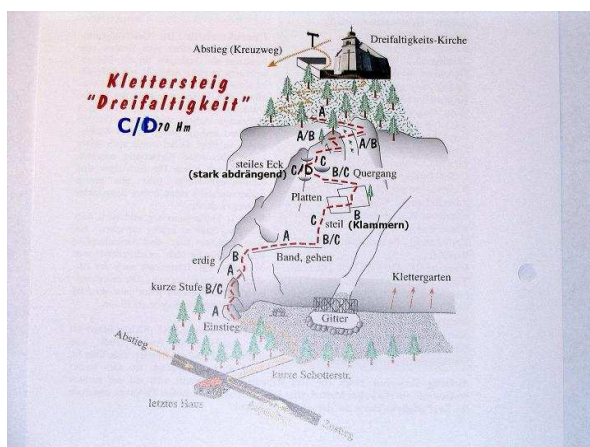 Abstieg (Kreuzweg)
Dreifaltigkeits-Kirche
Klettersteig
"Dreifaltigkeit"
C/D 70 Hm
A
A/B
A/B
steiles Eck
(stark abdrängend)
C/D
C
B/C
Quergang
Platten
C
steil
B
(Klammern)
A
B/C
Band, gehen
erdig
B
A
Klettergarten
kurze Stufe
B/C
A
Einstieg
Gitter
Abstieg
kurze Schotterstr.
letztes Haus
Zustieg